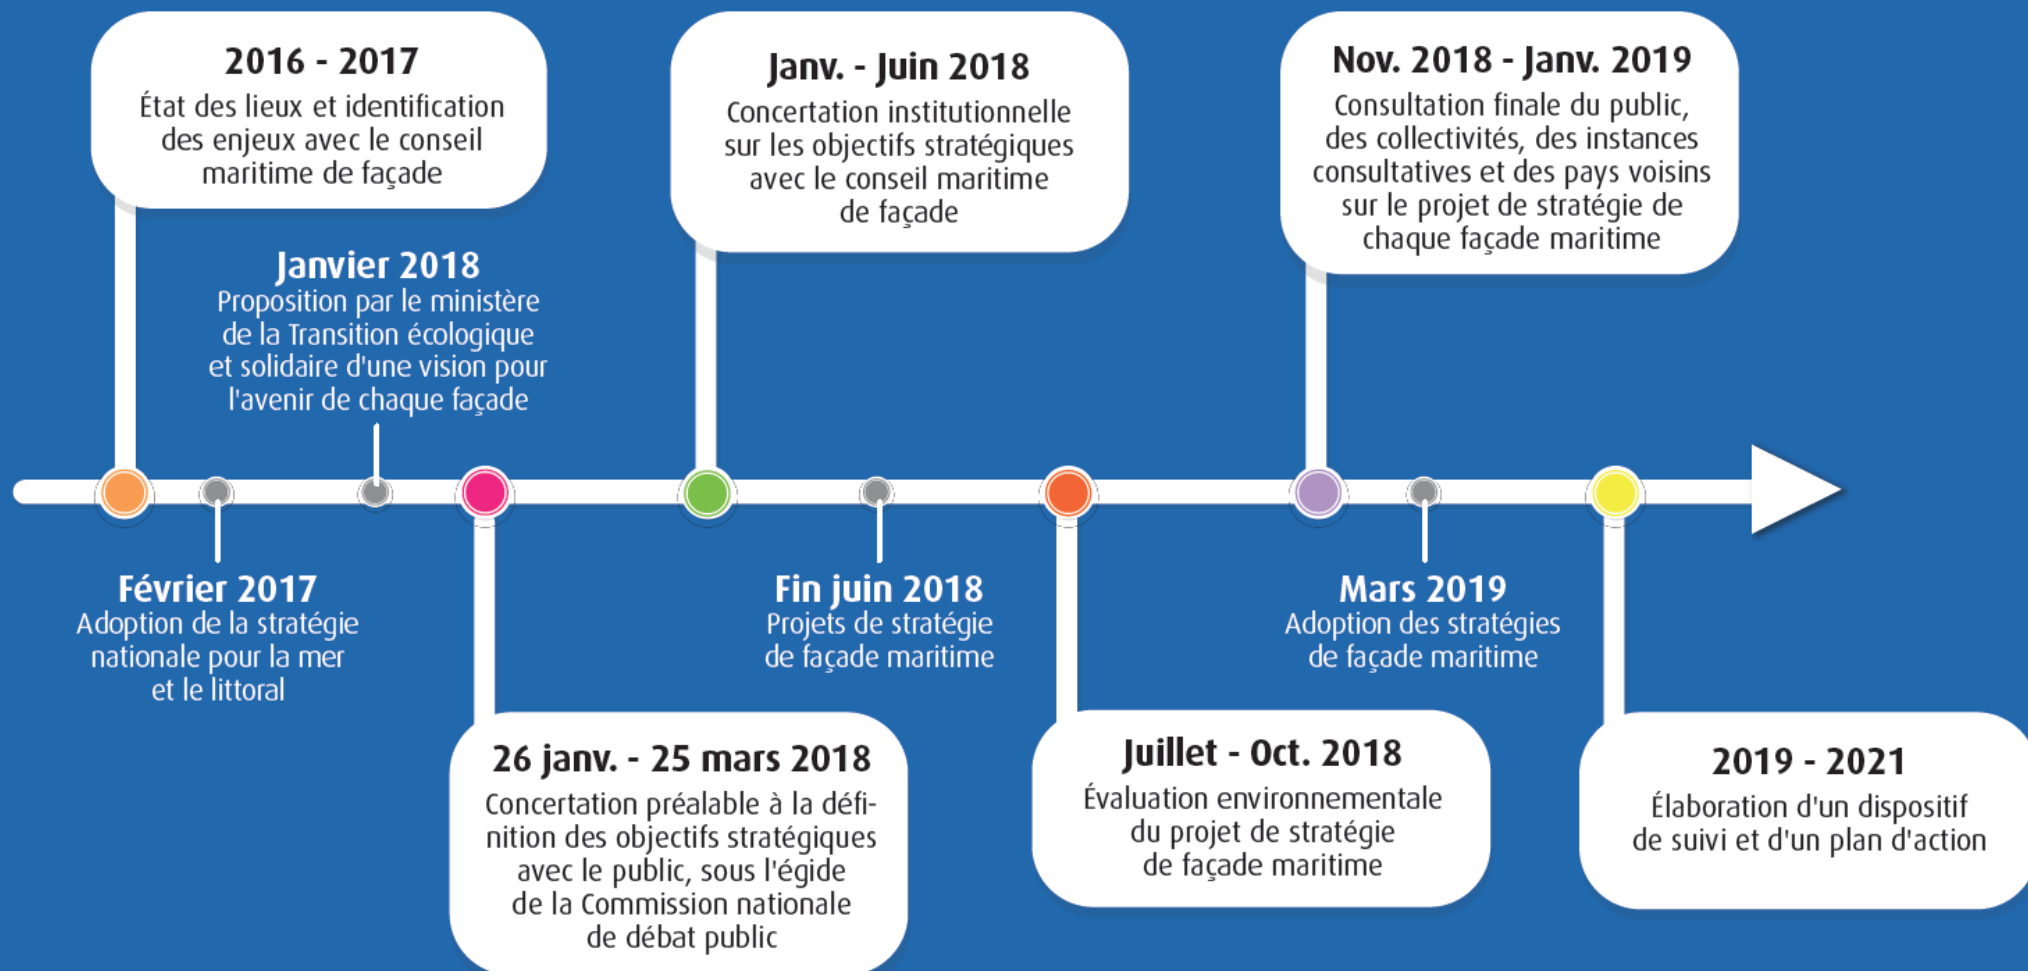 2016 - 2017
État des lieux et identification
des enjeux avec le conseil
maritime de façade
Février 2017
Adoption de la stratégie
nationale pour la mer
et le littoral
Janvier 2018
Proposition par le ministère
de la Transition écologique
et solidaire d'une vision pour
l'avenir de chaque façade
26 janv. - 25 mars 2018
Concertation préalable à la défi-
nition des objectifs stratégiques
avec le public, sous l'égide
de la Commission nationale
de débat public
Janv. - Juin 2018
Concertation institutionnelle
sur les objectifs stratégiques
avec le conseil maritime
de façade
Fin juin 2018
Projets de stratégie
de façade maritime
Juillet - Oct. 2018
Évaluation environnementale
du projet de stratégie
de façade maritime
Nov. 2018 - Janv. 2019
Consultation finale du public,
des collectivités, des instances
consultatives et des pays voisins
sur le projet de stratégie de
chaque façade maritime
Mars 2019
Adoption des stratégies
de façade maritime
2019 - 2021
Élaboration d'un dispositif
de suivi et d'un plan d'action